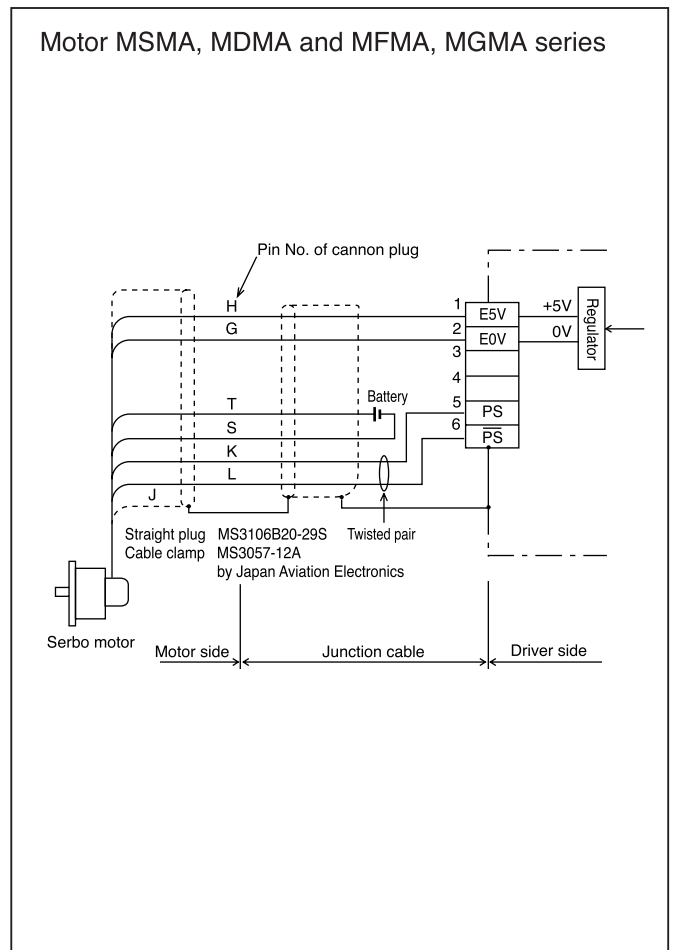 Motor MSMA, MDMA and MFMA, MGMA series
Pin No. of cannon plug
H
G
T
S
K
L
J
Battery
1
2
3
4
5
6
E5V
E0V
PS
P̅S̅
+5V
0V
Regulator
Straight plug MS3106B20-29S
Cable clamp MS3057-12A
by Japan Aviation Electronics
Twisted pair
Serbo motor
Motor side
Junction cable
Driver side